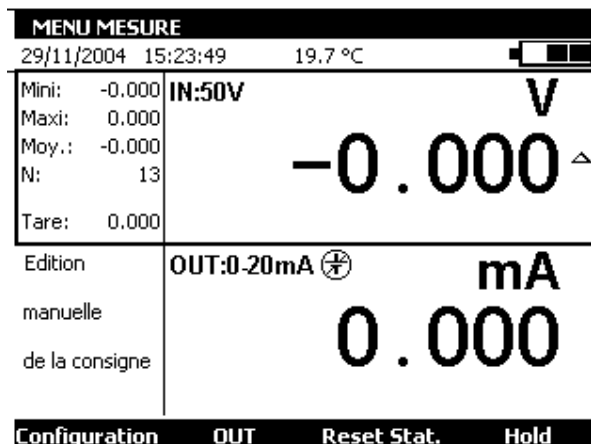 MENU MESURE
29/11/2004 15:23:49 19.7 °C
Mini: -0.000
Maxi: 0.000
Moy.: -0.000
N: 13
Tare: 0.000
IN:50V
V
-0.000
Edition
manuelle
de la consigne
OUT:0-20mA
mA
0.000
Configuration OUT Reset Stat. Hold